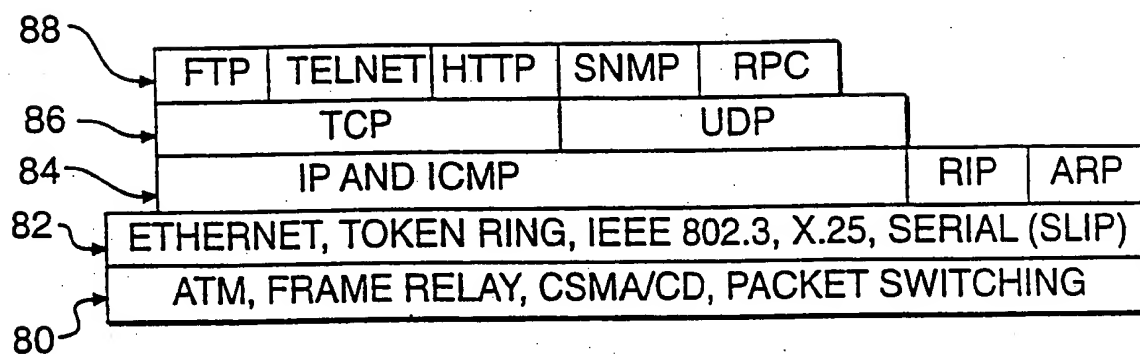 88 FTP TELNET HTTP SNMP RPC
86 TCP UDP
84 IP AND ICMP RIP ARP
82 ETHERNET, TOKEN RING, IEEE 802.3, X.25, SERIAL (SLIP)
80 ATM, FRAME RELAY, CSMA/CD, PACKET SWITCHING